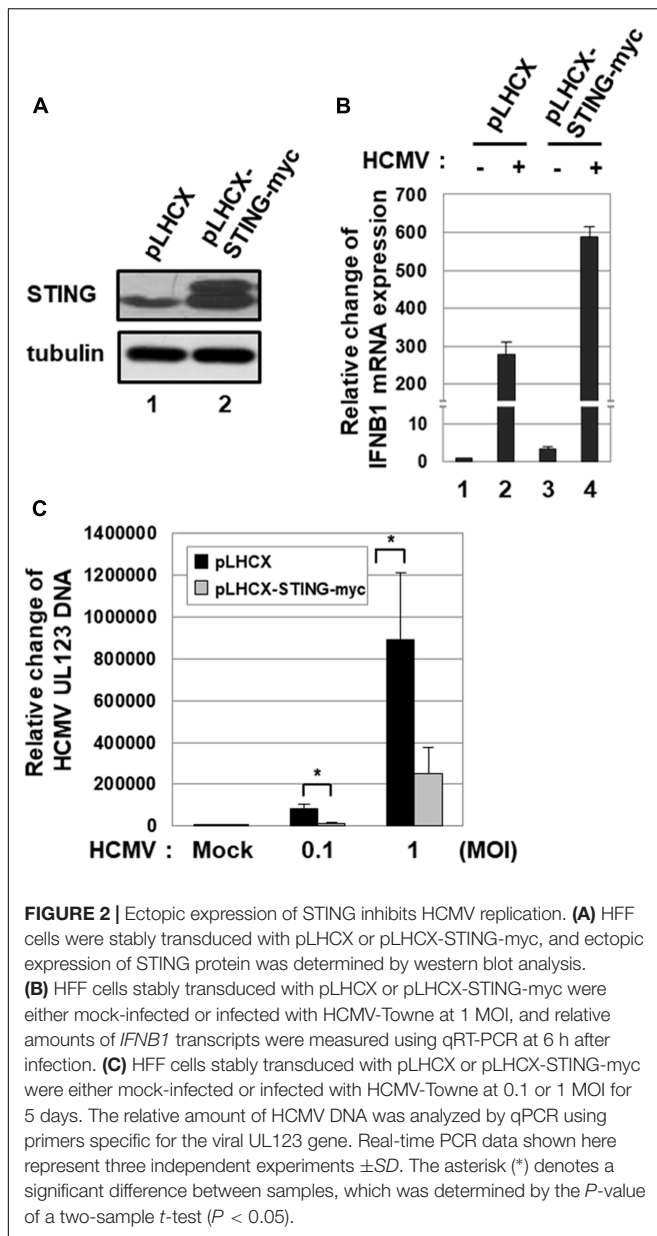 A
pLHCX
pLHCX-
STING-myc
STING
tubulin
1 2
B
pLHCX
pLHCX-
STING-myc
HCMV : - + - +
Relative change of
IFNB1 mRNA expression
700
600
500
400
300
200
10
0
1 2 3 4
C
Relative change of
HCMV UL123 DNA
1400000
1200000
1000000
800000
600000
400000
200000
0
pLHCX
pLHCX-STING-myc
*
*
HCMV : Mock 0.1 1 (MOI)
FIGURE 2 | Ectopic expression of STING inhibits HCMV replication. (A) HFF
cells were stably transduced with pLHCX or pLHCX-STING-myc, and ectopic
expression of STING protein was determined by western blot analysis.
(B) HFF cells stably transduced with pLHCX or pLHCX-STING-myc were
either mock-infected or infected with HCMV-Towne at 1 MOI, and relative
amounts of IFNB1 transcripts were measured using qRT-PCR at 6 h after
infection. (C) HFF cells stably transduced with pLHCX or pLHCX-STING-myc
were either mock-infected or infected with HCMV-Towne at 0.1 or 1 MOI for
5 days. The relative amount of HCMV DNA was analyzed by qPCR using
primers specific for the viral UL123 gene. Real-time PCR data shown here
represent three independent experiments ±SD. The asterisk (*) denotes a
significant difference between samples, which was determined by the P-value
of a two-sample t-test (P < 0.05).